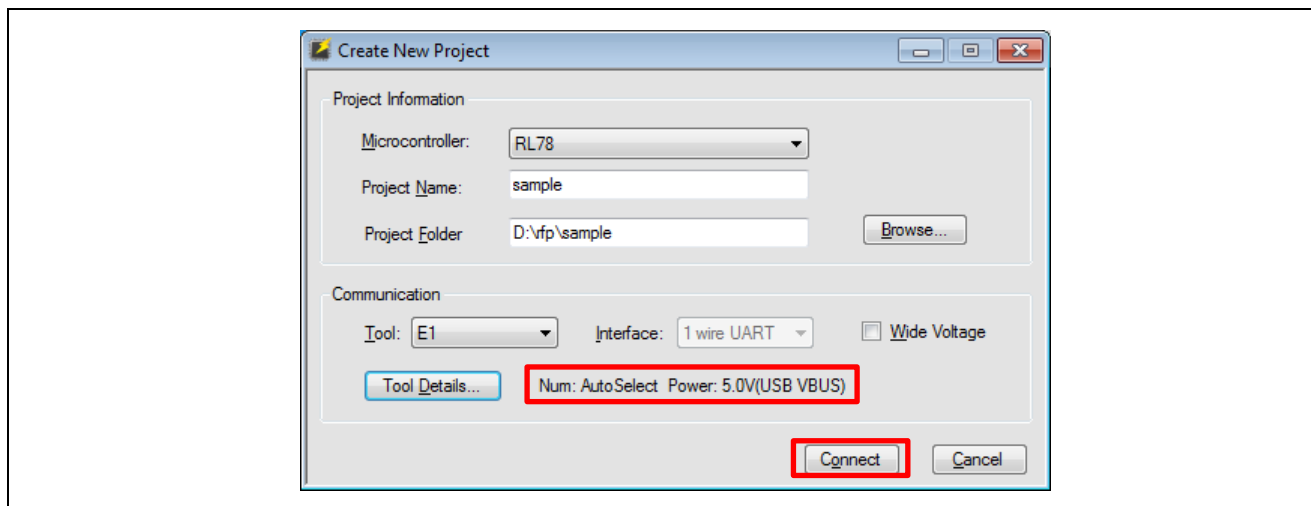 Create New Project
Project Information
Microcontroller: RL78
Project Name: sample
Project Folder D:\rfp\sample Browse...
Communication
Tool: E1 Interface: 1 wire UART Wide Voltage
Tool Details... Num: AutoSelect Power: 5.0V(USB VBUS)
Connect Cancel